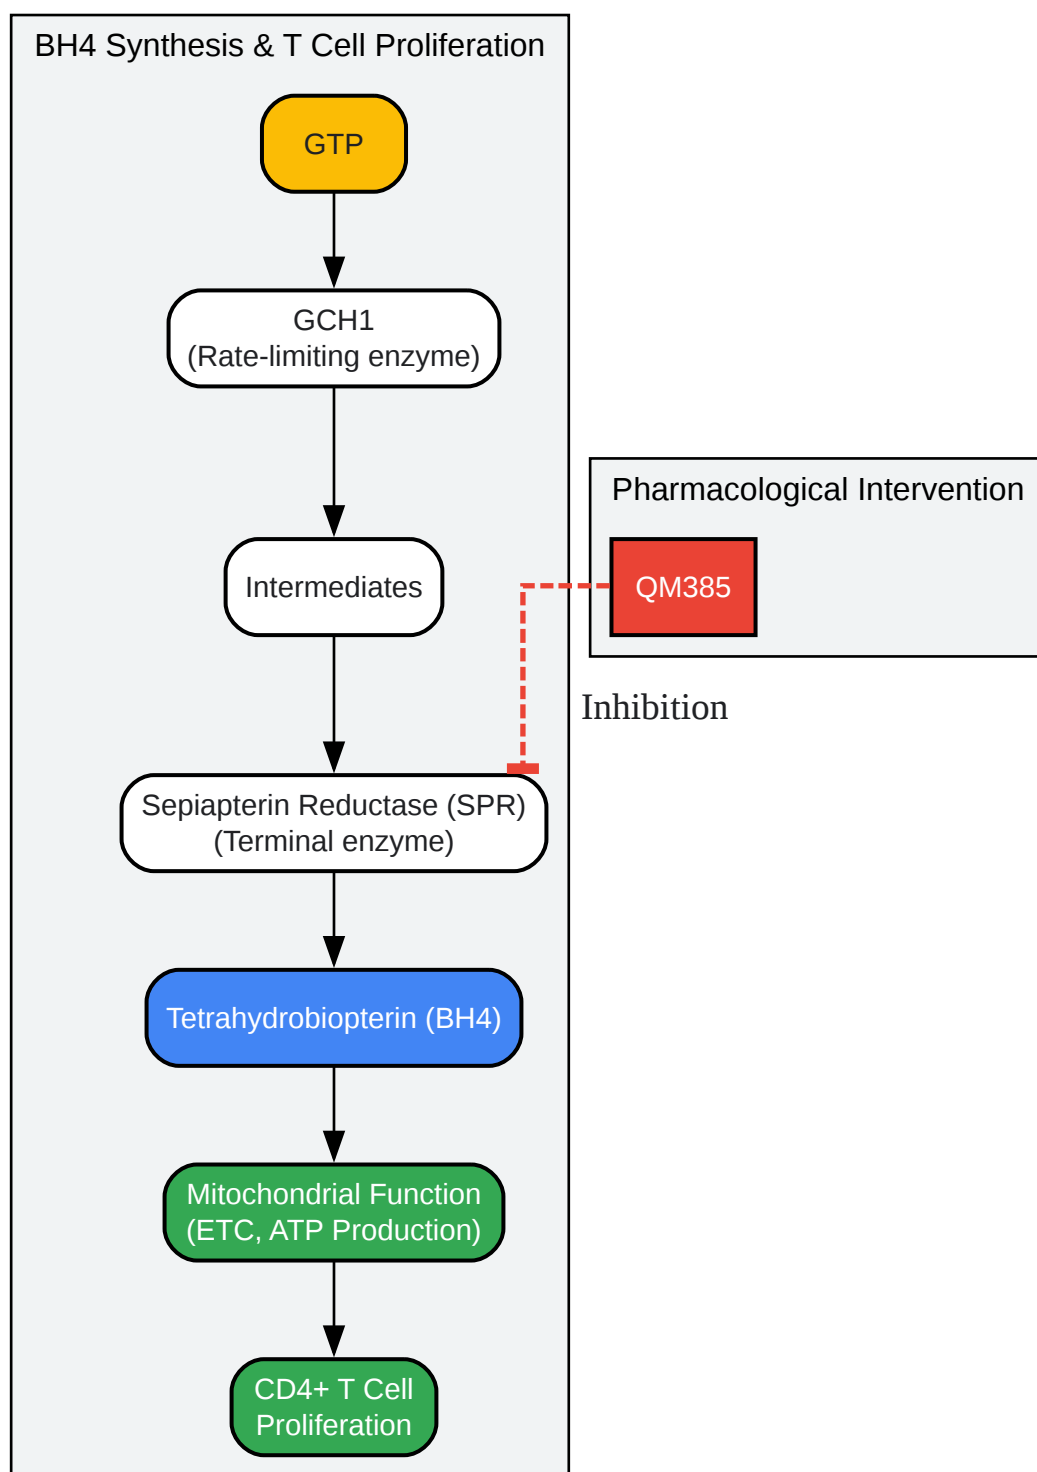 BH4 Synthesis & T Cell Proliferation
GTP
GCH1
(Rate-limiting enzyme)
Intermediates
Pharmacological Intervention
QM385
Inhibition
Sepiapterin Reductase (SPR)
(Terminal enzyme)
Tetrahydrobiopterin (BH4)
Mitochondrial Function
(ETC, ATP Production)
CD4+ T Cell
Proliferation